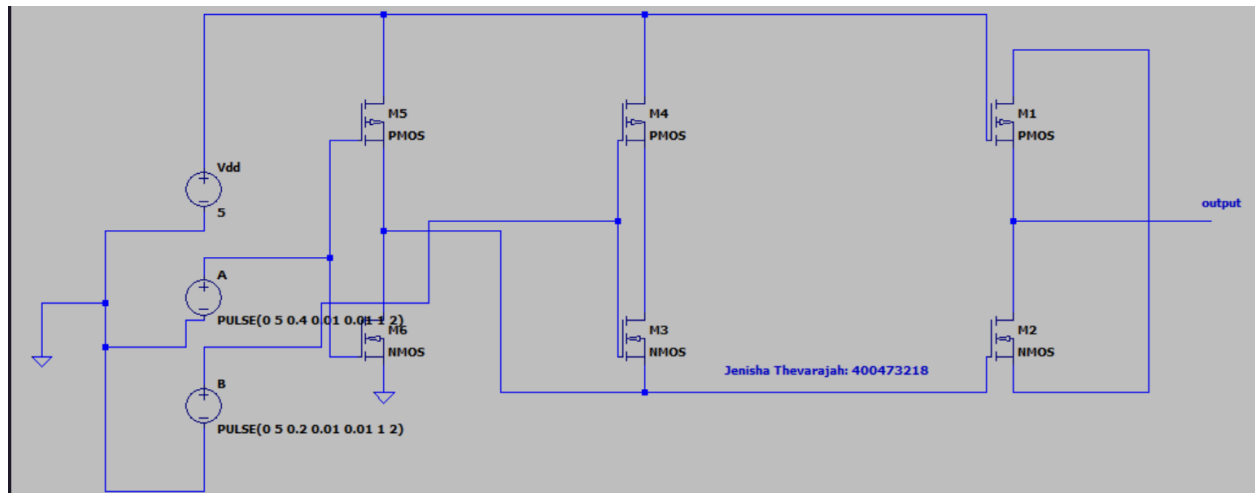 M5
PMOS
M4
PMOS
M1
PMOS
Vdd
5
output
A
PULSE(0 5 0.4 0.01 0.01 1 2)
M6
NMOS
M3
NMOS
M2
NMOS
Jenisha Thevarajah: 400473218
B
PULSE(0 5 0.2 0.01 0.01 1 2)